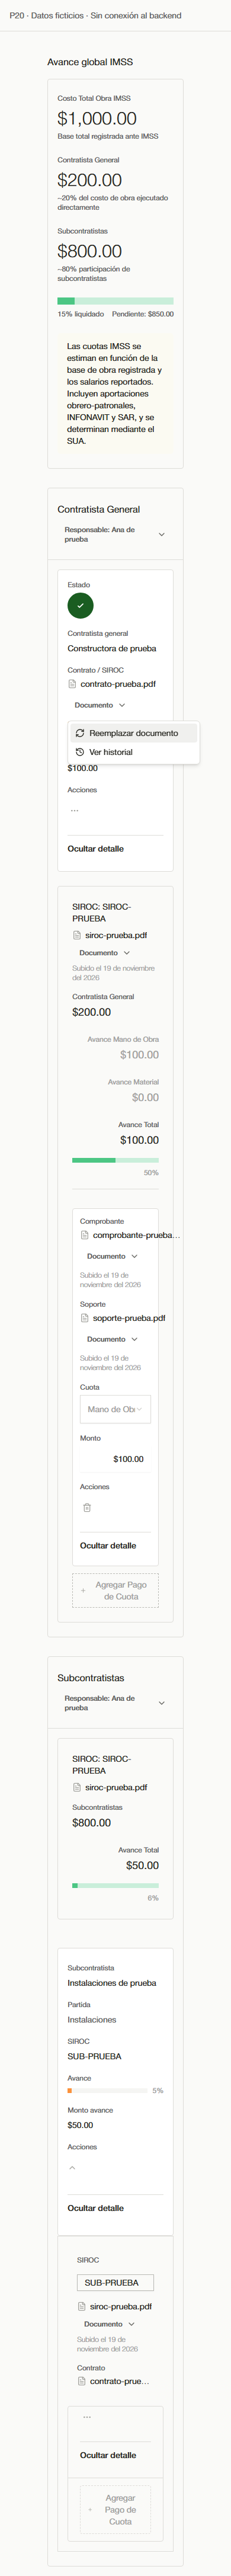 P20 · Datos ficticios · Sin conexión al backend
Avance global IMSS
Costo Total Obra IMSS
$1,000.00
Base total registrada ante IMSS
Contratista General
$200.00
~20% del costo de obra ejecutado
directamente
Subcontratistas
$800.00
~80% participación de
subcontratistas
15% liquidado Pendiente: $850.00
Las cuotas IMSS se
estiman en función de la
base de obra registrada y
los salarios reportados.
Incluyen aportaciones
obrero-patronales,
INFONAVIT y SAR, y se
determinan mediante el
SUA.
Contratista General
Responsable: Ana de
prueba
Estado
Contratista general
Constructora de prueba
Contrato / SIROC
contrato-prueba.pdf
Documento
Reemplazar documento
Ver historial
$100.00
Acciones
...
Ocultar detalle
SIROC: SIROC-
PRUEBA
siroc-prueba.pdf
Documento
Subido el 19 de noviembre
del 2026
Contratista General
$200.00
Avance Mano de Obra
$100.00
Avance Material
$0.00
Avance Total
$100.00
50%
Comprobante
comprobante-prueba...
Documento
Subido el 19 de
noviembre del 2026
Soporte
soporte-prueba.pdf
Documento
Subido el 19 de
noviembre del 2026
Cuota
Mano de Ob
Monto
$100.00
Acciones
Ocultar detalle
+ Agregar Pago
de Cuota
Subcontratistas
Responsable: Ana de
prueba
SIROC: SIROC-
PRUEBA
siroc-prueba.pdf
Subcontratistas
$800.00
Avance Total
$50.00
6%
Subcontratista
Instalaciones de prueba
Partida
Instalaciones
SIROC
SUB-PRUEBA
Avance
5%
Monto avance
$50.00
Acciones
Ocultar detalle
SIROC
SUB-PRUEBA
siroc-prueba.pdf
Documento
Subido el 19 de
noviembre del 2026
Contrato
contrato-prue...
...
Ocultar detalle
Agregar
+ Pago de
Cuota